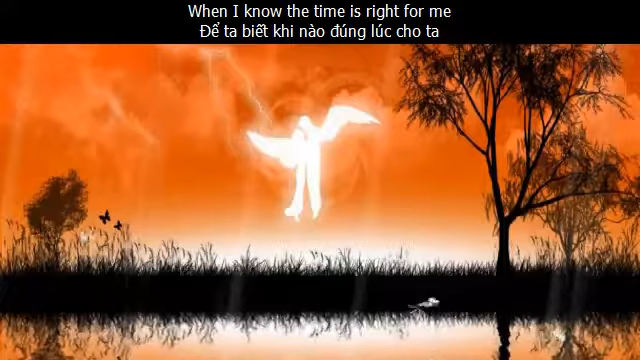 When I know the time is right for me
Để ta biết khi nào đúng lúc cho ta